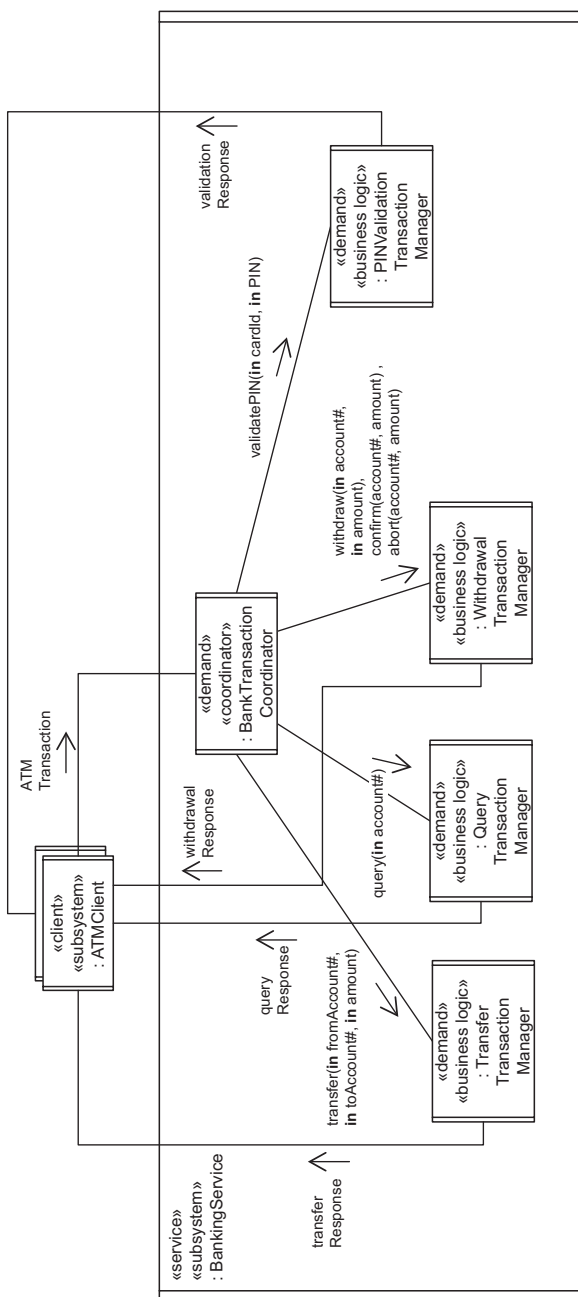 «service»
«subsystem»
: BankingService
«client»
«subsystem»
: ATMClient
ATM
Transaction
transfer
Response
query
Response
withdrawal
Response
validation
Response
«demand»
«coordinator»
: BankTransaction
Coordinator
transfer(in fromAccount#,
in toAccount#, in amount)
query(in account#)
withdraw(in account#,
in amount),
confirm(account#, amount) ,
abort(account#, amount)
validatePIN(in cardId, in PIN)
«demand»
«business logic»
: Transfer
Transaction
Manager
«demand»
«business logic»
: Query
Transaction
Manager
«demand»
«business logic»
: Withdrawal
Transaction
Manager
«demand»
«business logic»
: PINValidation
Transaction
Manager